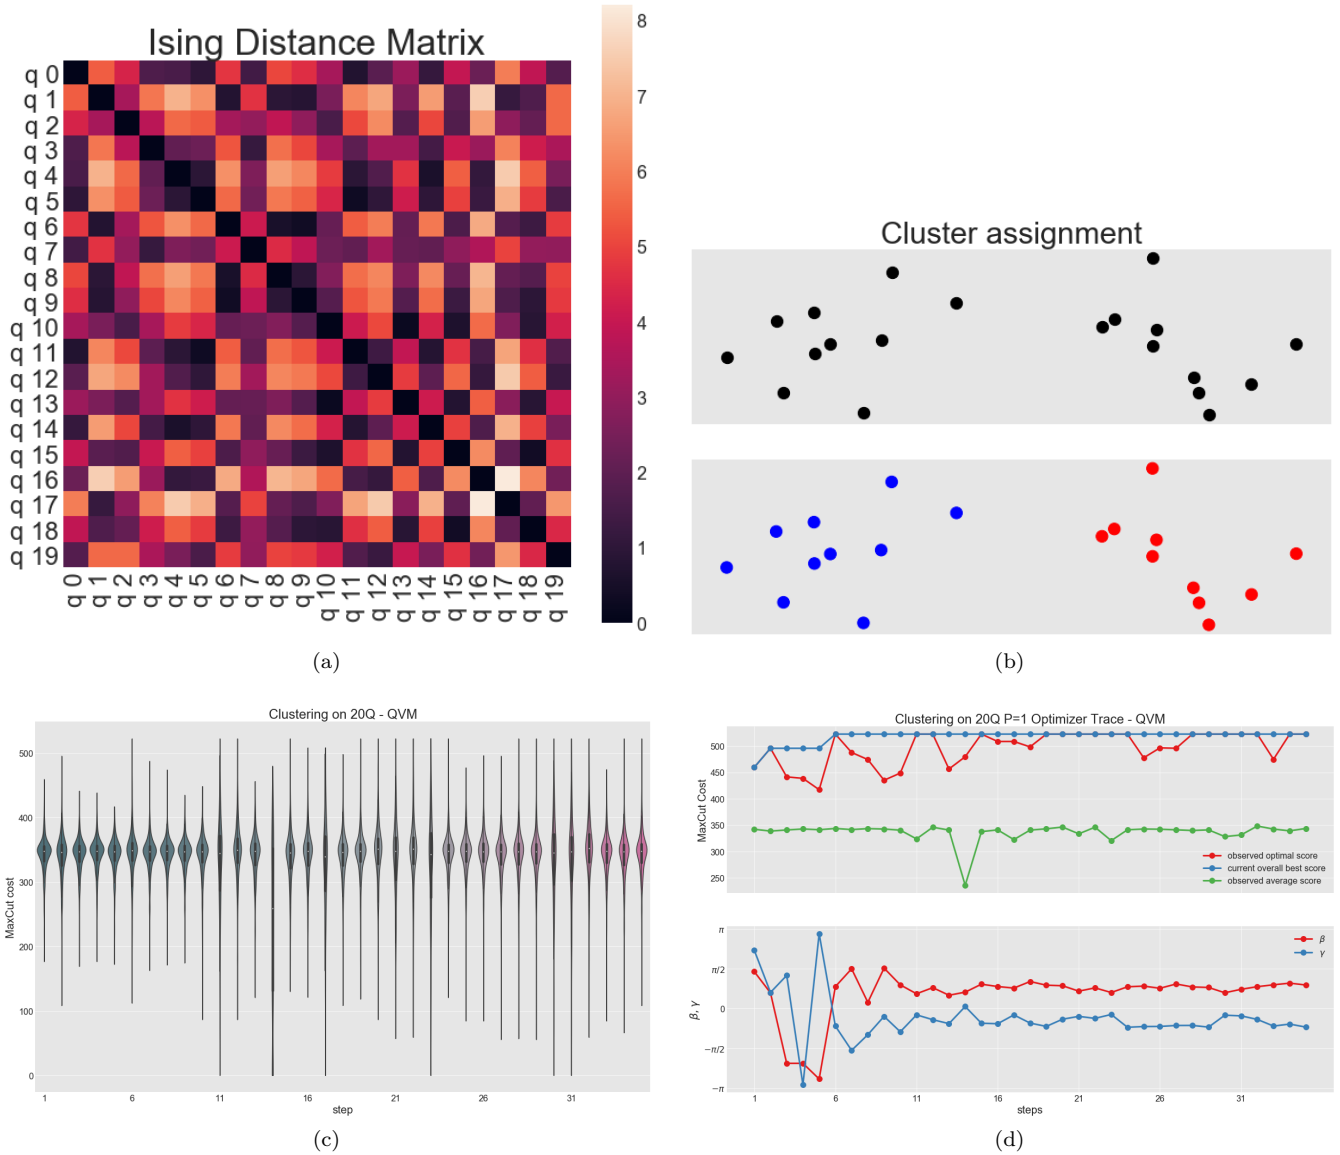 Ising Distance Matrix
q 0
q 1
q 2
q 3
q 4
q 5
q 6
q 7
q 8
q 9
q 10
q 11
q 12
q 13
q 14
q 15
q 16
q 17
q 18
q 19
q 0
q 1
q 2
q 3
q 4
q 5
q 6
q 7
q 8
q 9
q 10
q 11
q 12
q 13
q 14
q 15
q 16
q 17
q 18
q 19
8
7
6
5
4
3
2
1
0
(a)
Cluster assignment
(b)
Clustering on 20Q - QVM
MaxCut cost
500
400
300
200
100
0
1 6 11 16 21 26 31
step
(c)
Clustering on 20Q P=1 Optimizer Trace - QVM
MaxCut Cost
500
450
400
350
300
250
observed optimal score
current overall best score
observed average score
β, γ
π
π/2
0
−π/2
−π
β
γ
1 6 11 16 21 26 31
steps
(d)